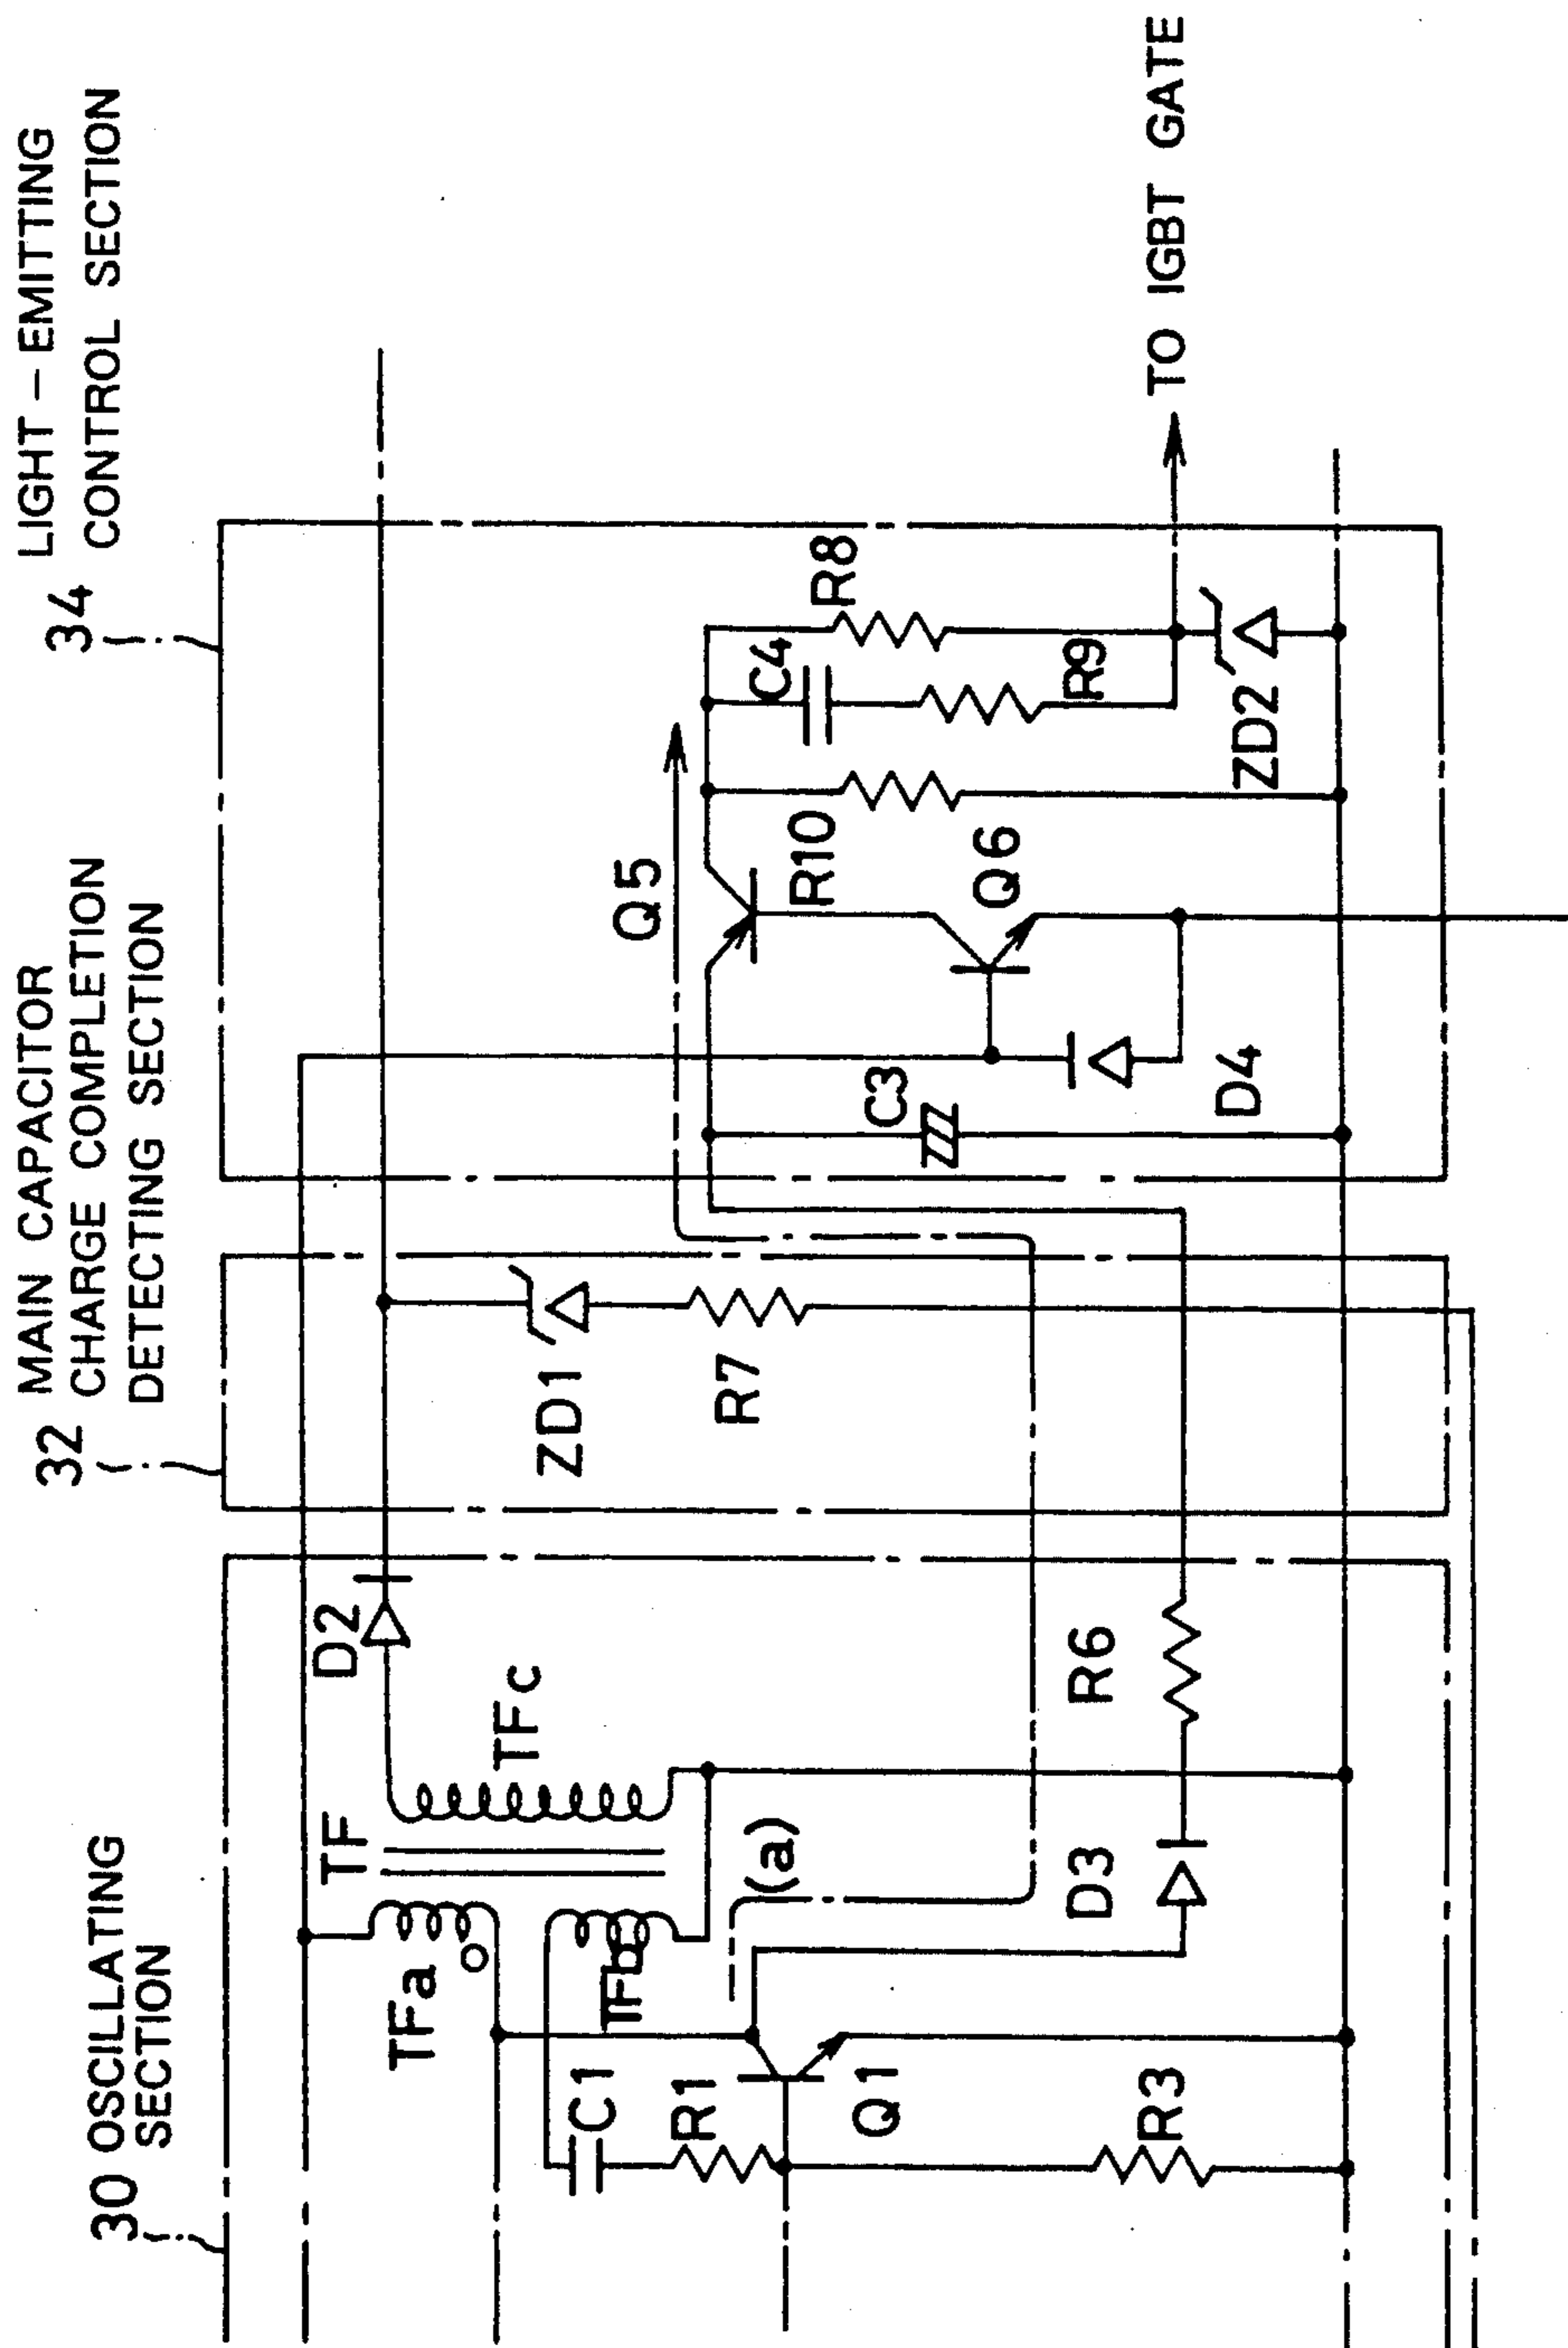 30 OSCILLATING
SECTION
32
MAIN CAPACITOR
CHARGE COMPLETION
DETECTING SECTION
34
LIGHT – EMITTING
CONTROL SECTION
TF
TFa
TFb
TFc
D2
C1
R1
Q1
R3
(a)
D3
R6
ZD1
R7
Q5
C3
D4
Q6
R10
C4
R8
R9
ZD2
TO IGBT GATE